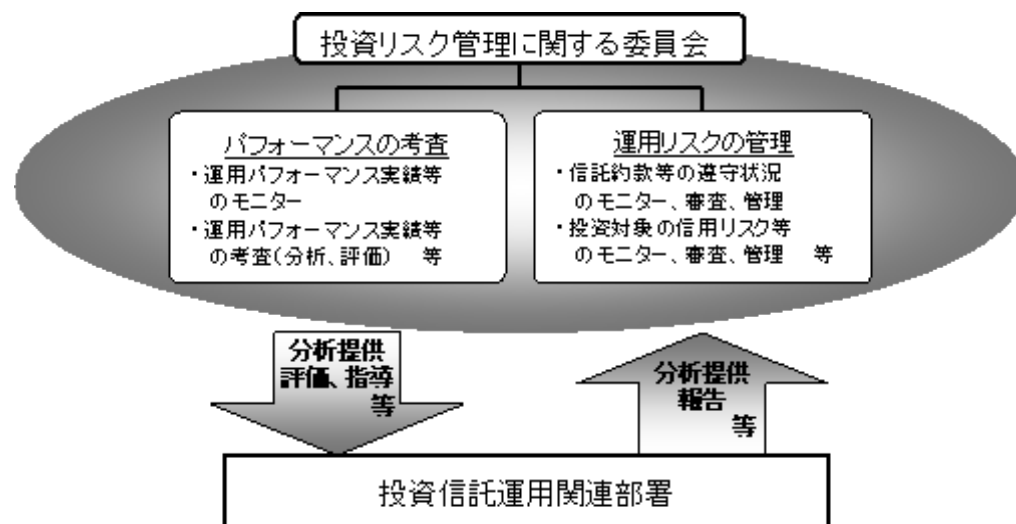 投資リスク管理に関する委員会
パフォーマンスの考査
・運用パフォーマンス実績等
のモニター
・運用パフォーマンス実績等
の考査(分析、評価) 等
運用リスクの管理
・信託約款等の遵守状況
のモニター、審査、管理
・投資対象の信用リスク等
のモニター、審査、管理 等
分析提供
評価、指導
等
分析提供
報告
等
投資信託運用関連部署